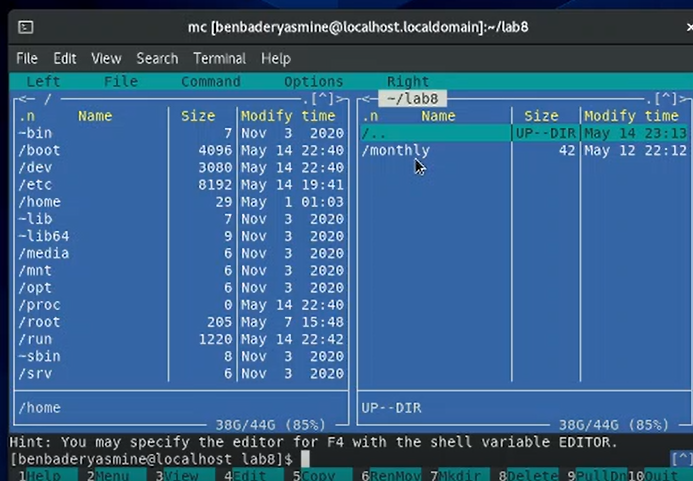 mc [benbaderyasmine@localhost.localdomain]:~/lab8
File Edit View Search Terminal Help
Left File Command Options Right
<- / .[^]>
.n Name Size Modify time
~bin 7 Nov 3 2020
/boot 4096 May 14 22:40
/dev 3080 May 14 22:40
/etc 8192 May 14 19:41
/home 29 May 1 01:03
~lib 7 Nov 3 2020
~lib64 9 Nov 3 2020
/media 6 Nov 3 2020
/mnt 6 Nov 3 2020
/opt 6 Nov 3 2020
/proc 0 May 14 22:40
/root 205 May 7 15:48
/run 1220 May 14 22:42
~sbin 8 Nov 3 2020
/srv 6 Nov 3 2020
/home
38G/44G (85%)
<- ~/lab8 .[^]>
.n Name Size Modify time
/.. UP--DIR May 14 23:13
/monthly 42 May 12 22:12
UP--DIR
38G/44G (85%)
Hint: You may specify the editor for F4 with the shell variable EDITOR.
[benbaderyasmine@localhost lab8]$ [^]
1Help 2Menu 3View 4Edit 5Copy 6RenMov 7Mkdir 8Delete 9PullDn 10Quit